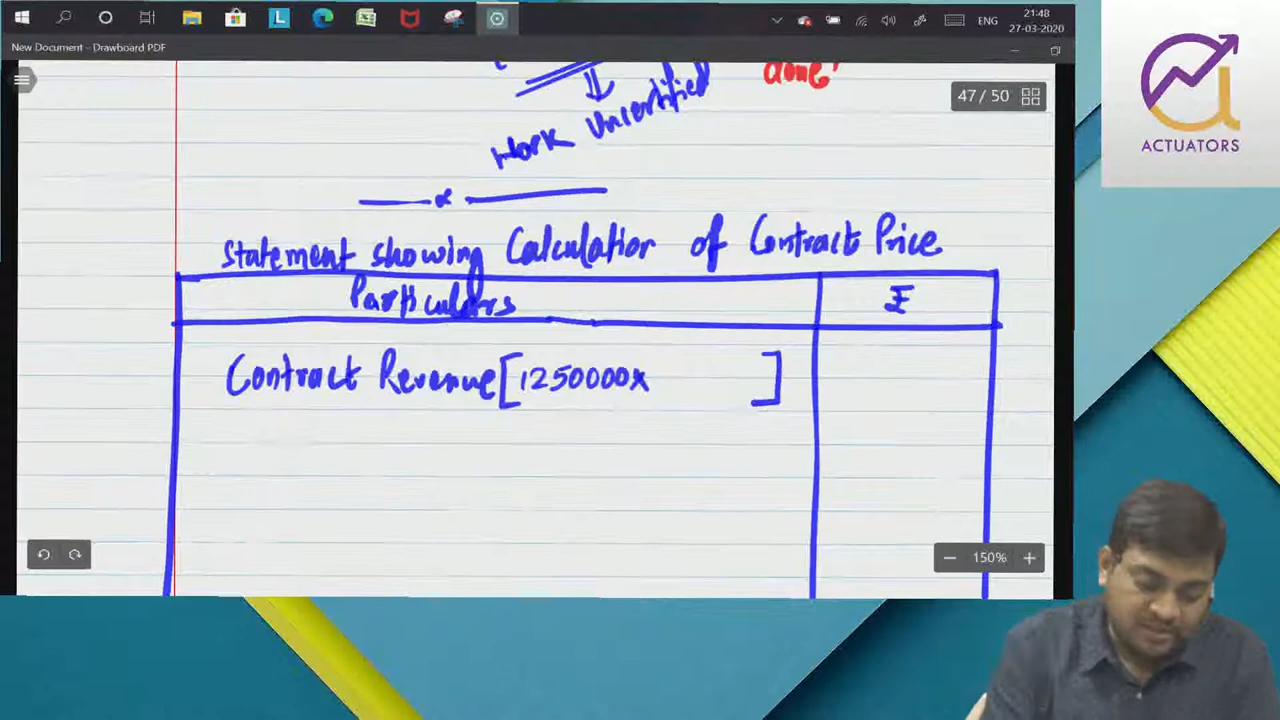 21:48
ENG
27-03-2020
New Document - Drawboard PDF
done'
47 / 50
Work Uncertified
ACTUATORS
Statement showing Calculation of Contract Price
Particulars ₹
Contract Revenue [1250000x ]
150%